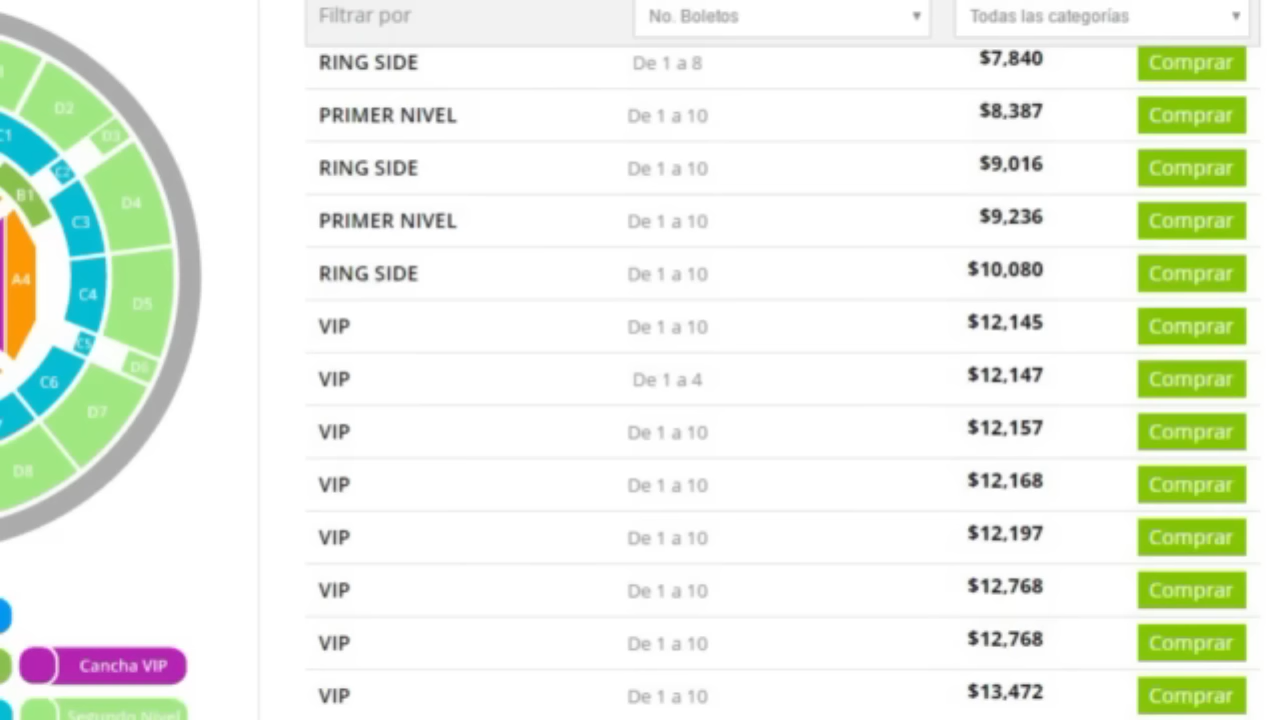 Filtrar por No. Boletos ▼ Todas las categorías ▼
RING SIDE De 1 a 8 $7,840 Comprar
PRIMER NIVEL De 1 a 10 $8,387 Comprar
RING SIDE De 1 a 10 $9,016 Comprar
PRIMER NIVEL De 1 a 10 $9,236 Comprar
RING SIDE De 1 a 10 $10,080 Comprar
VIP De 1 a 10 $12,145 Comprar
VIP De 1 a 4 $12,147 Comprar
VIP De 1 a 10 $12,157 Comprar
VIP De 1 a 10 $12,168 Comprar
VIP De 1 a 10 $12,197 Comprar
VIP De 1 a 10 $12,768 Comprar
VIP De 1 a 10 $12,768 Comprar
VIP De 1 a 10 $13,472 Comprar
D2
C1
D3
C2
B1
D4
C3
A4
C4
D5
C5
D6
C6
D7
D8
Cancha VIP
Segundo Nivel